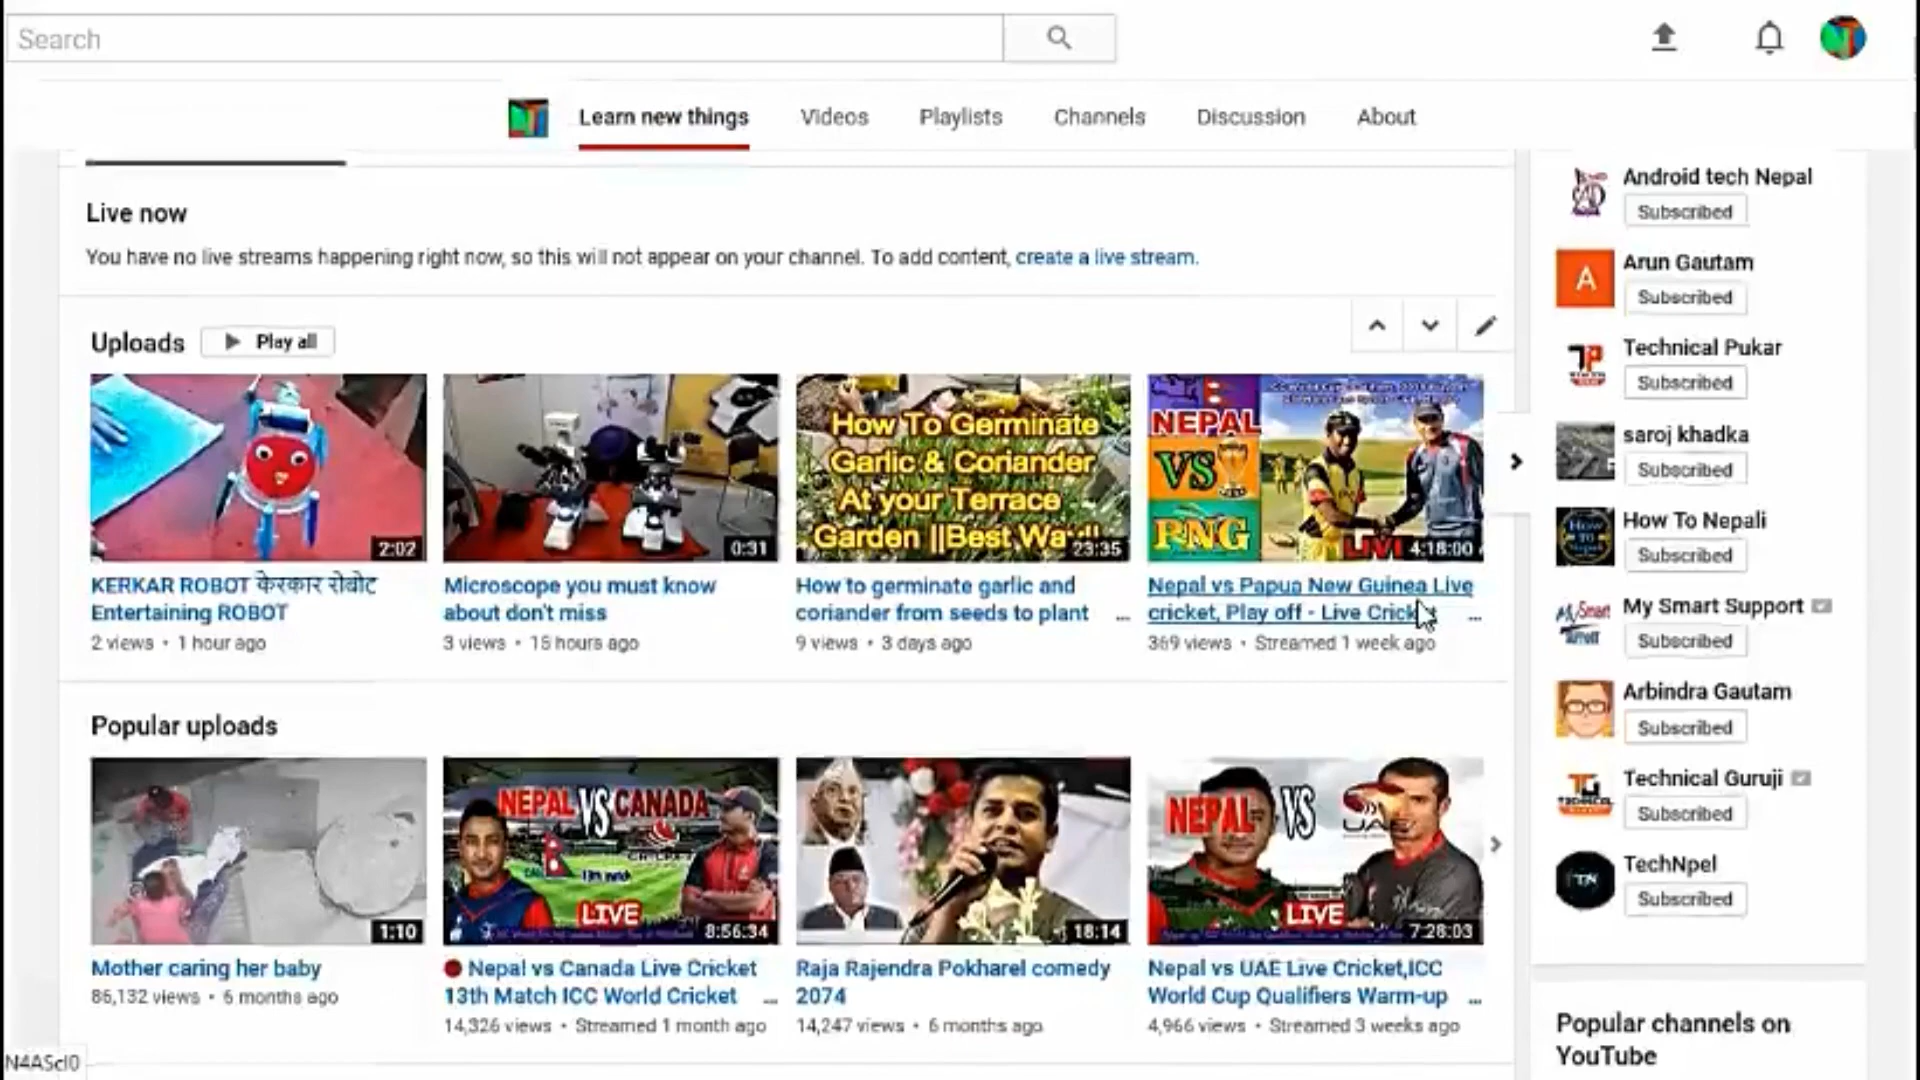 Search
Learn new things
Videos
Playlists
Channels
Discussion
About
Live now
You have no live streams happening right now, so this will not appear on your channel. To add content, create a live stream.
Uploads
Play all
2:02
0:31
How To Germinate
Garlic & Coriander
At your Terrace
Garden ||Best Way||
23:35
NEPAL
VS
PNG
LIVE
4:18:00
KERKAR ROBOT केरकार रोबोट
Entertaining ROBOT
2 views • 1 hour ago
Microscope you must know
about don't miss
3 views • 15 hours ago
How to germinate garlic and
coriander from seeds to plant ...
9 views • 3 days ago
Nepal vs Papua New Guinea Live
cricket, Play off - Live Cricket ...
369 views • Streamed 1 week ago
Popular uploads
1:10
NEPAL VS CANADA
13th match
LIVE
8:56:34
18:14
NEPAL VS
UAE
LIVE
7:28:03
Mother caring her baby
86,132 views • 6 months ago
Nepal vs Canada Live Cricket
13th Match ICC World Cricket ...
14,326 views • Streamed 1 month ago
Raja Rajendra Pokharel comedy
2074
14,247 views • 6 months ago
Nepal vs UAE Live Cricket,ICC
World Cup Qualifiers Warm-up ...
4,966 views • Streamed 3 weeks ago
Android tech Nepal
Subscribed
A
Arun Gautam
Subscribed
TP
Technical Pukar
Subscribed
saroj khadka
Subscribed
How To Nepali
Subscribed
My Smart Support
Subscribed
Arbindra Gautam
Subscribed
TG
Technical Guruji
Subscribed
TN
TechNpel
Subscribed
Popular channels on
YouTube